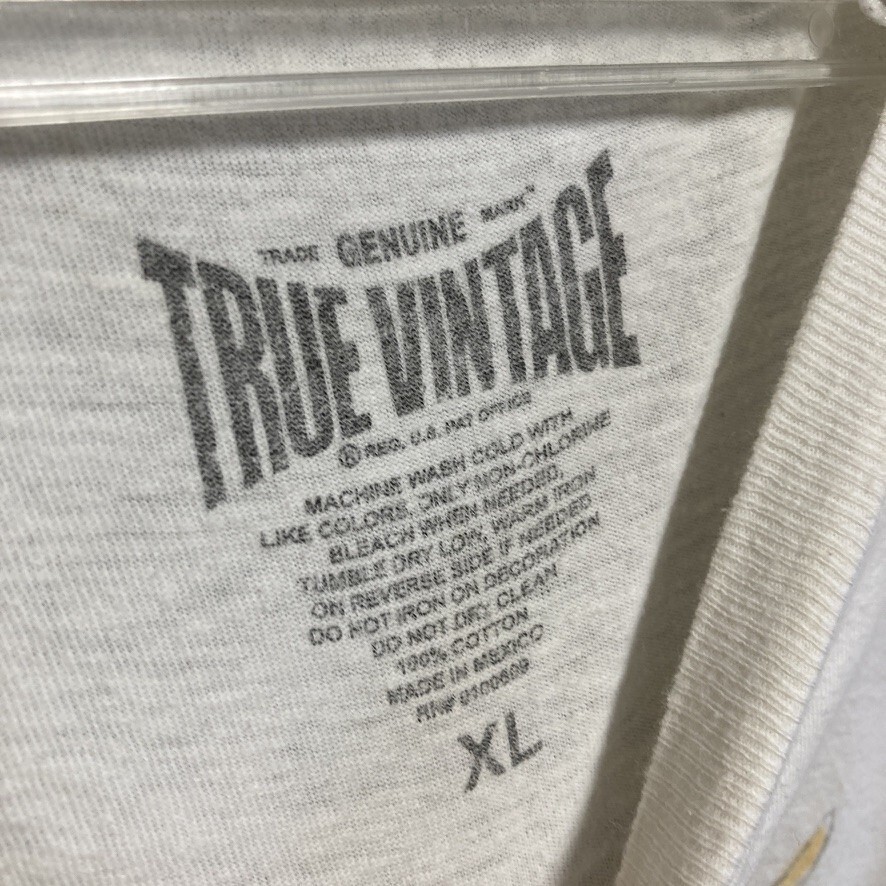 TRADE GENUINE MARK™
TRUE VINTAGE
® REG. U.S. PAT OFFICE
MACHINE WASH COLD WITH
LIKE COLORS, ONLY NON-CHLORINE
BLEACH WHEN NEEDED,
TUMBLE DRY LOW, WARM IRON
ON REVERSE SIDE IF NEEDED
DO NOT IRON ON DECORATION
DO NOT DRY CLEAN
100% COTTON
MADE IN MEXICO
RN#
XL